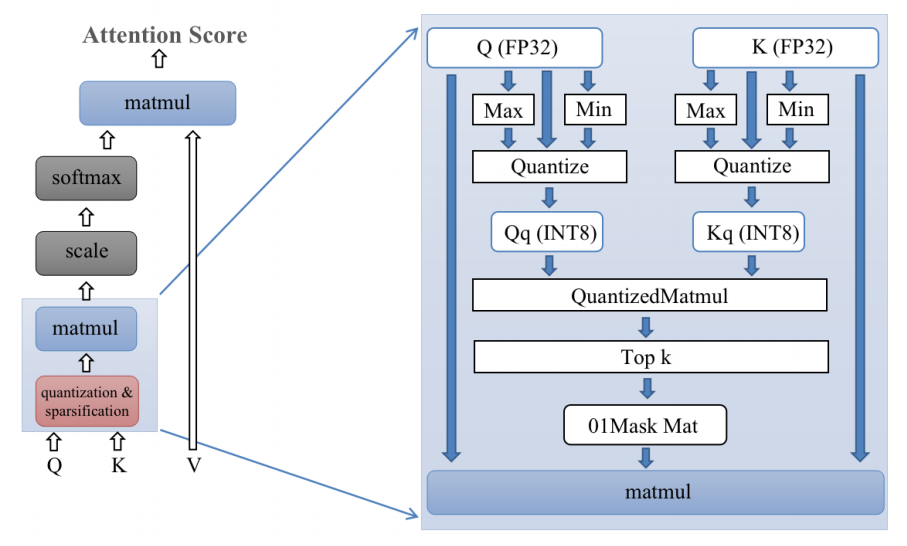 Attention Score
matmul
softmax
scale
matmul
quantization &
sparsification
Q
K
V
Q (FP32)
K (FP32)
Max
Min
Max
Min
Quantize
Quantize
Qq (INT8)
Kq (INT8)
QuantizedMatmul
Top k
01Mask Mat
matmul